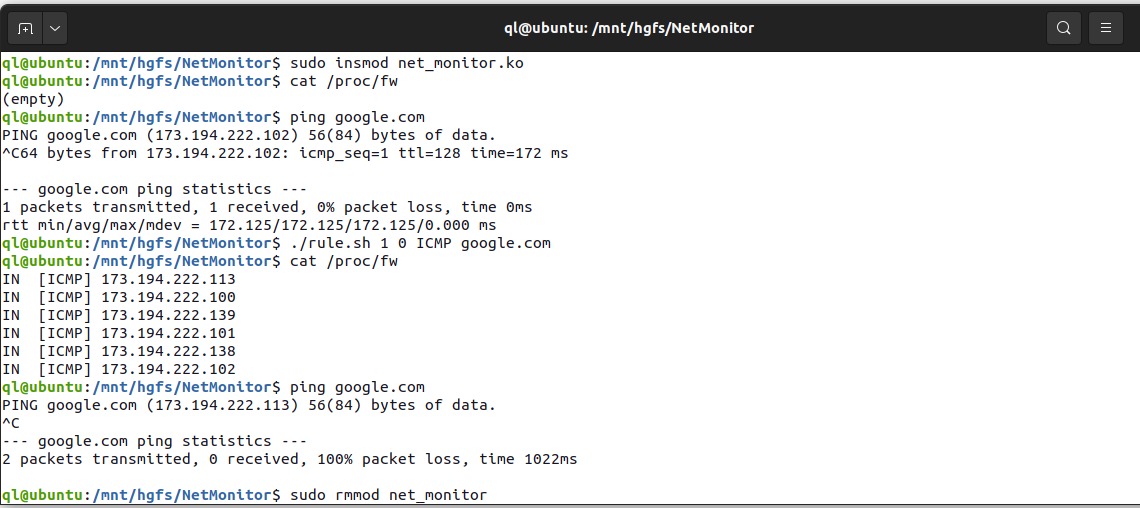 ql@ubuntu: /mnt/hgfs/NetMonitor
ql@ubuntu:/mnt/hgfs/NetMonitor$ sudo insmod net_monitor.ko
ql@ubuntu:/mnt/hgfs/NetMonitor$ cat /proc/fw
(empty)
ql@ubuntu:/mnt/hgfs/NetMonitor$ ping google.com
PING google.com (173.194.222.102) 56(84) bytes of data.
^C64 bytes from 173.194.222.102: icmp_seq=1 ttl=128 time=172 ms
--- google.com ping statistics ---
1 packets transmitted, 1 received, 0% packet loss, time 0ms
rtt min/avg/max/mdev = 172.125/172.125/172.125/0.000 ms
ql@ubuntu:/mnt/hgfs/NetMonitor$ ./rule.sh 1 0 ICMP google.com
ql@ubuntu:/mnt/hgfs/NetMonitor$ cat /proc/fw
IN  [ICMP] 173.194.222.113
IN  [ICMP] 173.194.222.100
IN  [ICMP] 173.194.222.139
IN  [ICMP] 173.194.222.101
IN  [ICMP] 173.194.222.138
IN  [ICMP] 173.194.222.102
ql@ubuntu:/mnt/hgfs/NetMonitor$ ping google.com
PING google.com (173.194.222.113) 56(84) bytes of data.
^C
--- google.com ping statistics ---
2 packets transmitted, 0 received, 100% packet loss, time 1022ms
ql@ubuntu:/mnt/hgfs/NetMonitor$ sudo rmmod net_monitor